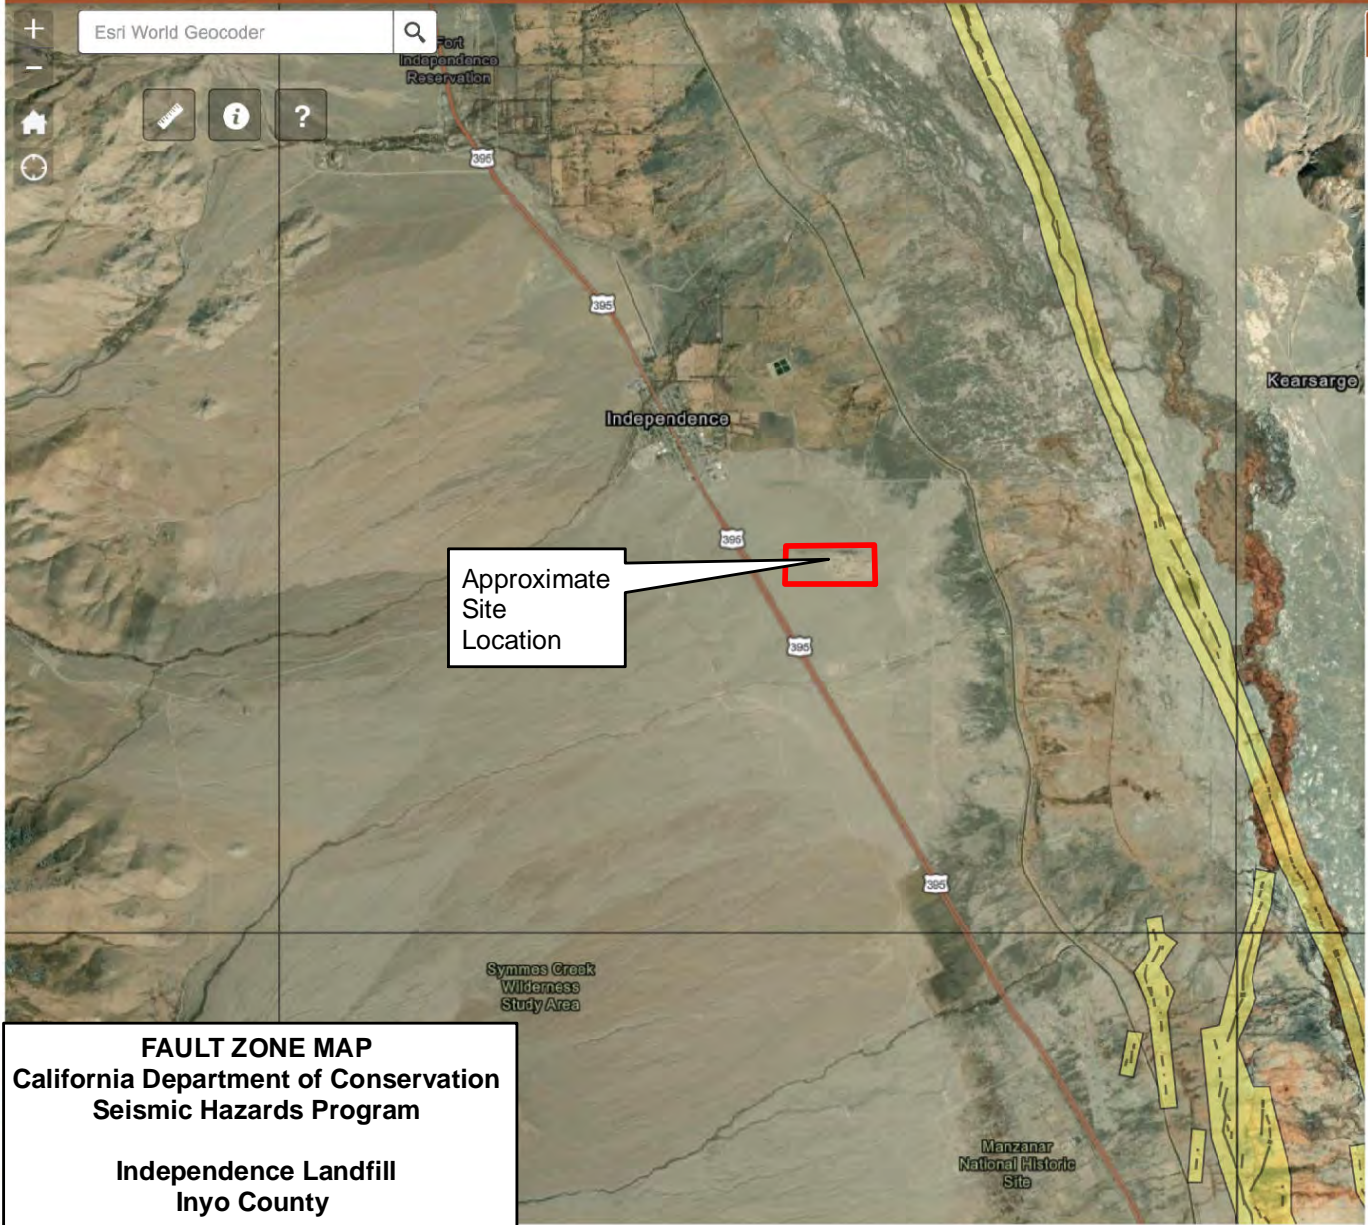 +
Esri World Geocoder
−
i
?
Fort
Independence
Reservation
395
395
Kearsarge
Independence
395
Approximate
Site
Location
395
395
Symmes Creek
Wilderness
Study Area
FAULT ZONE MAP
California Department of Conservation
Seismic Hazards Program
Independence Landfill
Inyo County
Manzanar
National Historic
Site